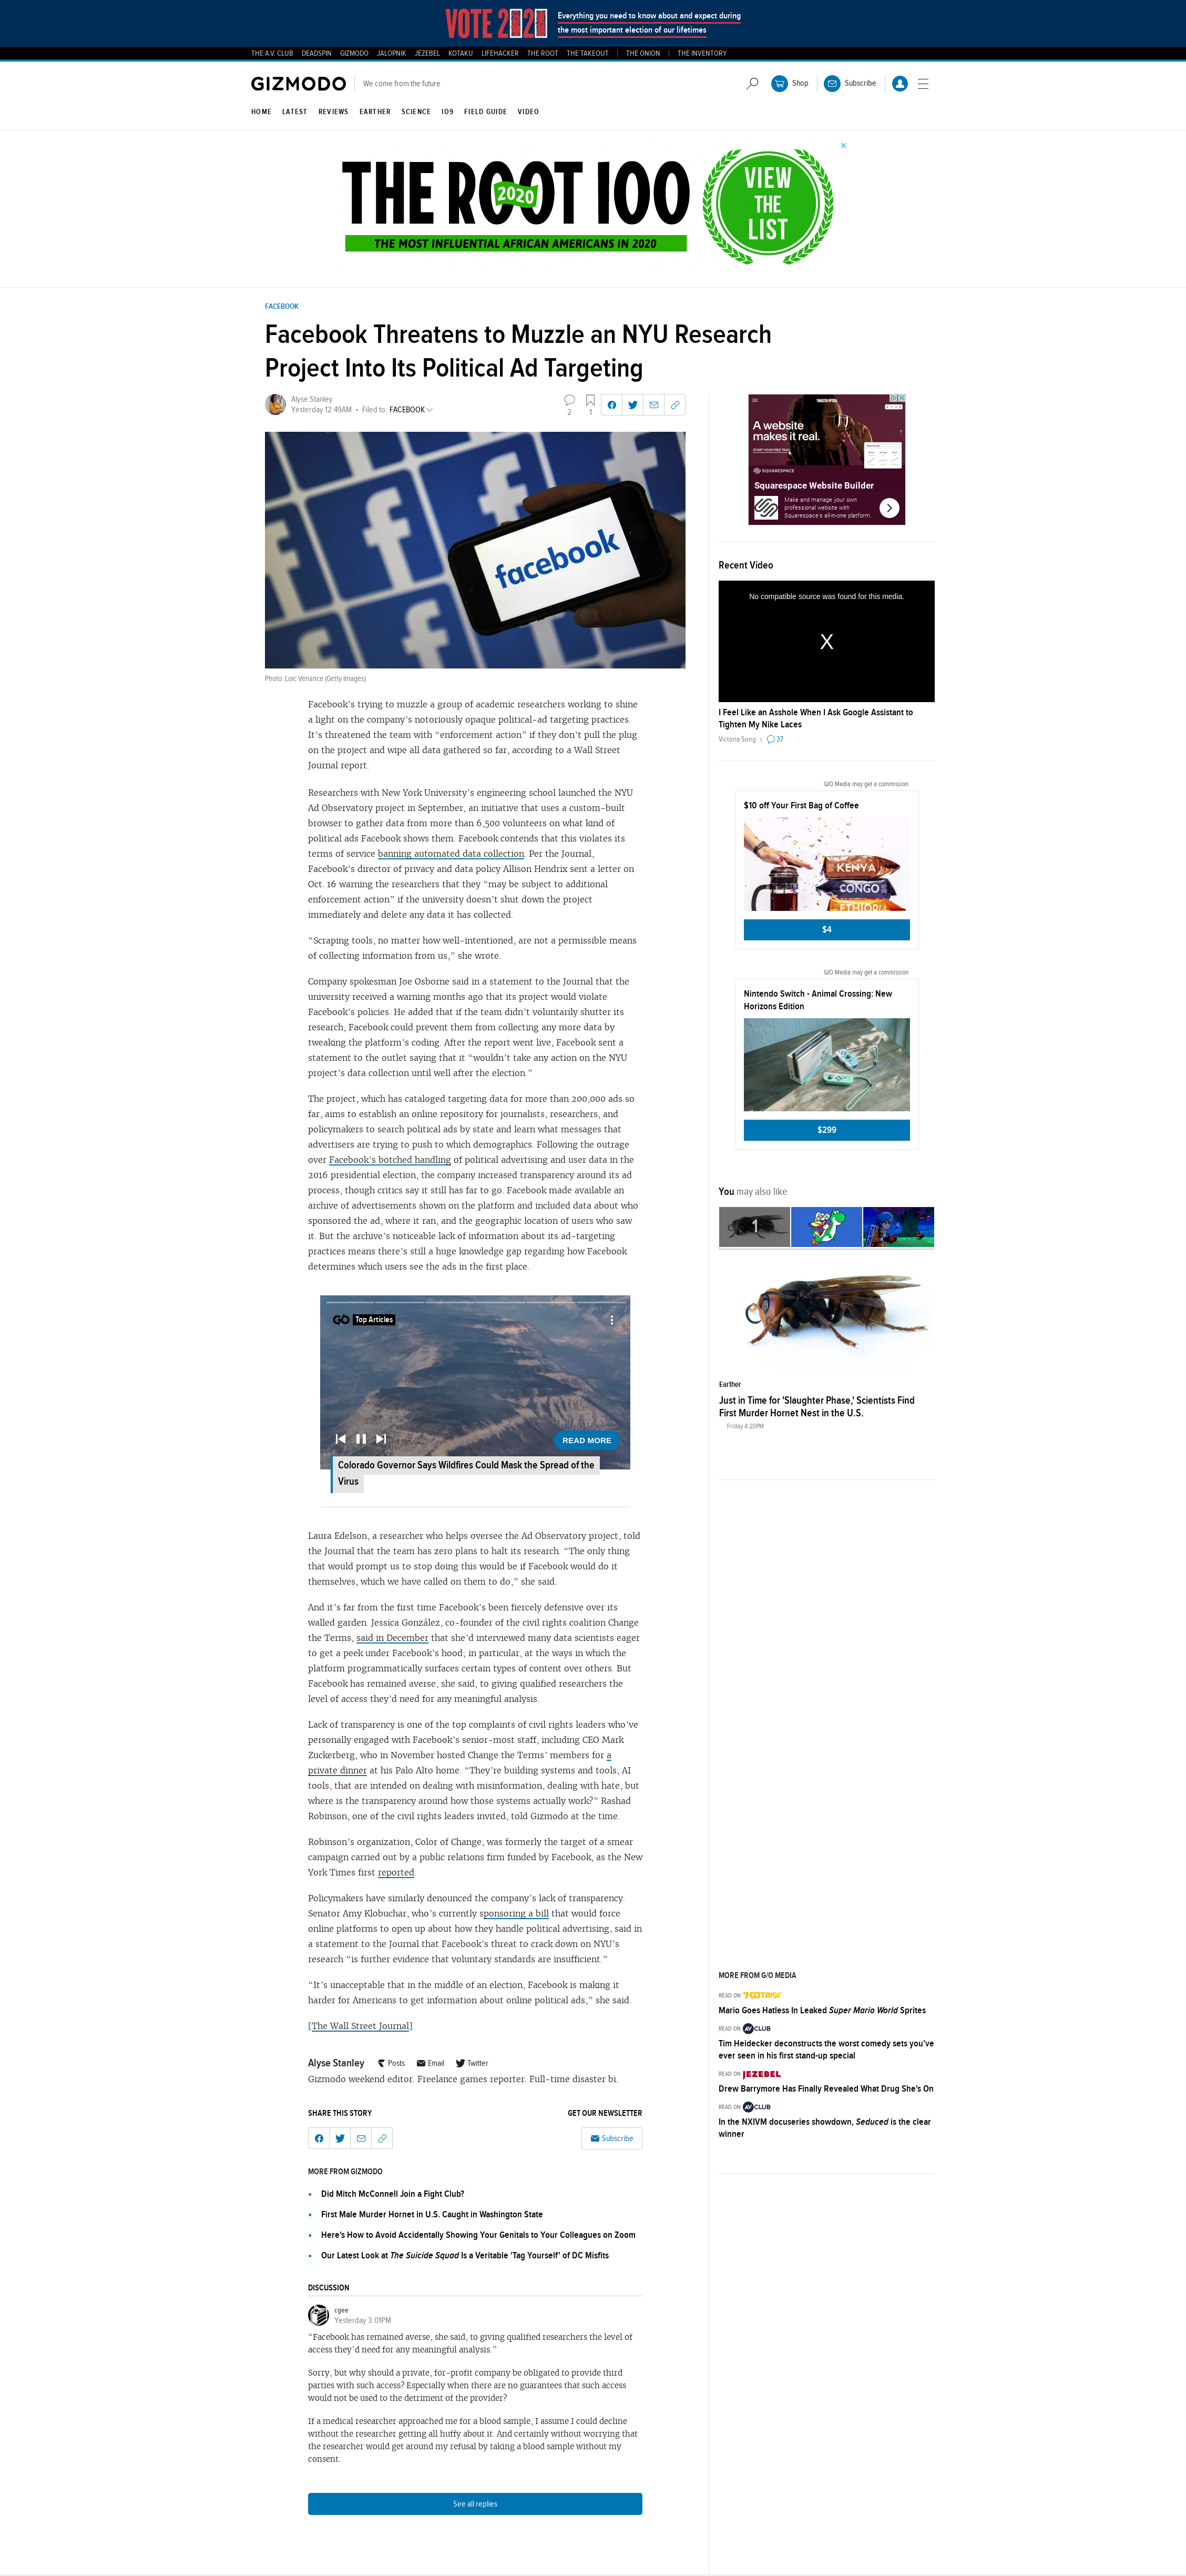 VOTE 2020
Everything you need to know about and expect during
the most important election of our lifetimes
THE A.V. CLUB DEADSPIN GIZMODO JALOPNIK JEZEBEL KOTAKU LIFEHACKER THE ROOT THE TAKEOUT | THE ONION | THE INVENTORY
GIZMODO We come from the future Shop Subscribe
HOME LATEST REVIEWS EARTHER SCIENCE IO9 FIELD GUIDE VIDEO
THE ROOT 100
2020
THE MOST INFLUENTIAL AFRICAN AMERICANS IN 2020
VIEW
THE
LIST
FACEBOOK
Facebook Threatens to Muzzle an NYU Research
Project Into Its Political Ad Targeting
Alyse Stanley
Yesterday 12:49AM • Filed to: FACEBOOK
2 1
facebook
Photo: Loic Venance (Getty Images)
Facebook's trying to muzzle a group of academic researchers working to shine
a light on the company's notoriously opaque political-ad targeting practices.
It's threatened the team with “enforcement action” if they don't pull the plug
on the project and wipe all data gathered so far, according to a Wall Street
Journal report.
Researchers with New York University's engineering school launched the NYU
Ad Observatory project in September, an initiative that uses a custom-built
browser to gather data from more than 6,500 volunteers on what kind of
political ads Facebook shows them. Facebook contends that this violates its
terms of service banning automated data collection. Per the Journal,
Facebook's director of privacy and data policy Allison Hendrix sent a letter on
Oct. 16 warning the researchers that they “may be subject to additional
enforcement action” if the university doesn't shut down the project
immediately and delete any data it has collected.
“Scraping tools, no matter how well-intentioned, are not a permissible means
of collecting information from us,” she wrote.
Company spokesman Joe Osborne said in a statement to the Journal that the
university received a warning months ago that its project would violate
Facebook's policies. He added that if the team didn't voluntarily shutter its
research, Facebook could prevent them from collecting any more data by
tweaking the platform's coding. After the report went live, Facebook sent a
statement to the outlet saying that it “wouldn't take any action on the NYU
project's data collection until well after the election.”
The project, which has cataloged targeting data for more than 200,000 ads so
far, aims to establish an online repository for journalists, researchers, and
policymakers to search political ads by state and learn what messages that
advertisers are trying to push to which demographics. Following the outrage
over Facebook's botched handling of political advertising and user data in the
2016 presidential election, the company increased transparency around its ad
process, though critics say it still has far to go. Facebook made available an
archive of advertisements shown on the platform and included data about who
sponsored the ad, where it ran, and the geographic location of users who saw
it. But the archive's noticeable lack of information about its ad-targeting
practices means there's still a huge knowledge gap regarding how Facebook
determines which users see the ads in the first place.
GO Top Articles
READ MORE
Colorado Governor Says Wildfires Could Mask the Spread of the
Virus
Laura Edelson, a researcher who helps oversee the Ad Observatory project, told
the Journal that the team has zero plans to halt its research. “The only thing
that would prompt us to stop doing this would be if Facebook would do it
themselves, which we have called on them to do,” she said.
And it's far from the first time Facebook's been fiercely defensive over its
walled garden. Jessica González, co-founder of the civil rights coalition Change
the Terms, said in December that she'd interviewed many data scientists eager
to get a peek under Facebook's hood; in particular, at the ways in which the
platform programmatically surfaces certain types of content over others. But
Facebook has remained averse, she said, to giving qualified researchers the
level of access they'd need for any meaningful analysis.
Lack of transparency is one of the top complaints of civil rights leaders who've
personally engaged with Facebook's senior-most staff, including CEO Mark
Zuckerberg, who in November hosted Change the Terms' members for a
private dinner at his Palo Alto home. “They're building systems and tools, AI
tools, that are intended on dealing with misinformation, dealing with hate, but
where is the transparency around how those systems actually work?” Rashad
Robinson, one of the civil rights leaders invited, told Gizmodo at the time.
Robinson's organization, Color of Change, was formerly the target of a smear
campaign carried out by a public relations firm funded by Facebook, as the New
York Times first reported.
Policymakers have similarly denounced the company's lack of transparency.
Senator Amy Klobuchar, who's currently sponsoring a bill that would force
online platforms to open up about how they handle political advertising, said in
a statement to the Journal that Facebook's threat to crack down on NYU's
research “is further evidence that voluntary standards are insufficient.”
“It's unacceptable that in the middle of an election, Facebook is making it
harder for Americans to get information about online political ads,” she said.
[The Wall Street Journal]
Alyse Stanley Posts Email Twitter
Gizmodo weekend editor. Freelance games reporter. Full-time disaster bi.
SHARE THIS STORY GET OUR NEWSLETTER
Subscribe
MORE FROM GIZMODO
• Did Mitch McConnell Join a Fight Club?
• First Male Murder Hornet in U.S. Caught in Washington State
• Here's How to Avoid Accidentally Showing Your Genitals to Your Colleagues on Zoom
• Our Latest Look at The Suicide Squad Is a Veritable 'Tag Yourself' of DC Misfits
DISCUSSION
cgee
Yesterday 3:01PM
“Facebook has remained averse, she said, to giving qualified researchers the level of
access they'd need for any meaningful analysis.”
Sorry, but why should a private, for-profit company be obligated to provide third
parties with such access? Especially when there are no guarantees that such access
would not be used to the detriment of the provider?
If a medical researcher approached me for a blood sample, I assume I could decline
without the researcher getting all huffy about it. And certainly without worrying that
the researcher would get around my refusal by taking a blood sample without my
consent.
See all replies
A website
makes it real.
START YOUR FREE TRIAL
SQUARESPACE
Squarespace Website Builder
Make and manage your own
professional website with
Squarespace's all-in-one platform.
Recent Video
No compatible source was found for this media.
X
I Feel Like an Asshole When I Ask Google Assistant to
Tighten My Nike Laces
Victoria Song | 37
G/O Media may get a commission
$10 off Your First Bag of Coffee
KENYA
CONGO
ETHIOPIA
$4
G/O Media may get a commission
Nintendo Switch - Animal Crossing: New
Horizons Edition
$299
You may also like
1
Earther
Just in Time for 'Slaughter Phase,' Scientists Find
First Murder Hornet Nest in the U.S.
Friday 4:20PM
MORE FROM G/O MEDIA
READ ON KOTAKU
Mario Goes Hatless In Leaked Super Mario World Sprites
READ ON AV CLUB
Tim Heidecker deconstructs the worst comedy sets you've
ever seen in his first stand-up special
READ ON JEZEBEL
Drew Barrymore Has Finally Revealed What Drug She's On
READ ON AV CLUB
In the NXIVM docuseries showdown, Seduced is the clear
winner